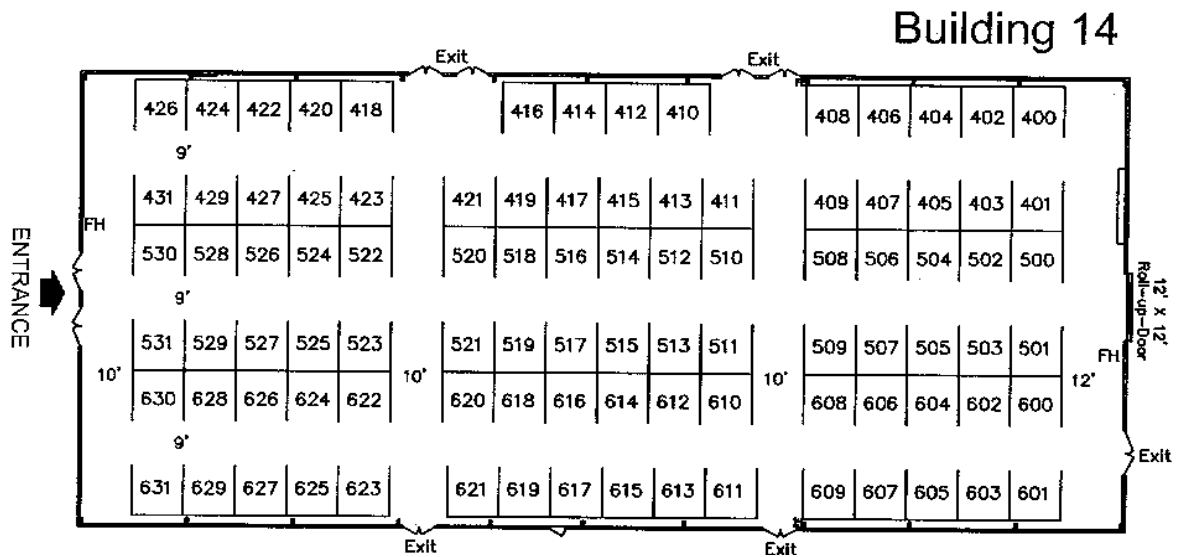 Building 14
Exit Exit
426 424 422 420 418 416 414 412 410 408 406 404 402 400
9'
431 429 427 425 423 421 419 417 415 413 411 409 407 405 403 401
FH
530 528 526 524 522 520 518 516 514 512 510 508 506 504 502 500
ENTRANCE
9'
12' X 12'
Roll-up-Door
531 529 527 525 523 521 519 517 515 513 511 509 507 505 503 501
FH
10' 10' 10' 12'
630 628 626 624 622 620 618 616 614 612 610 608 606 604 602 600
9'
Exit
631 629 627 625 623 621 619 617 615 613 611 609 607 605 603 601
Exit Exit